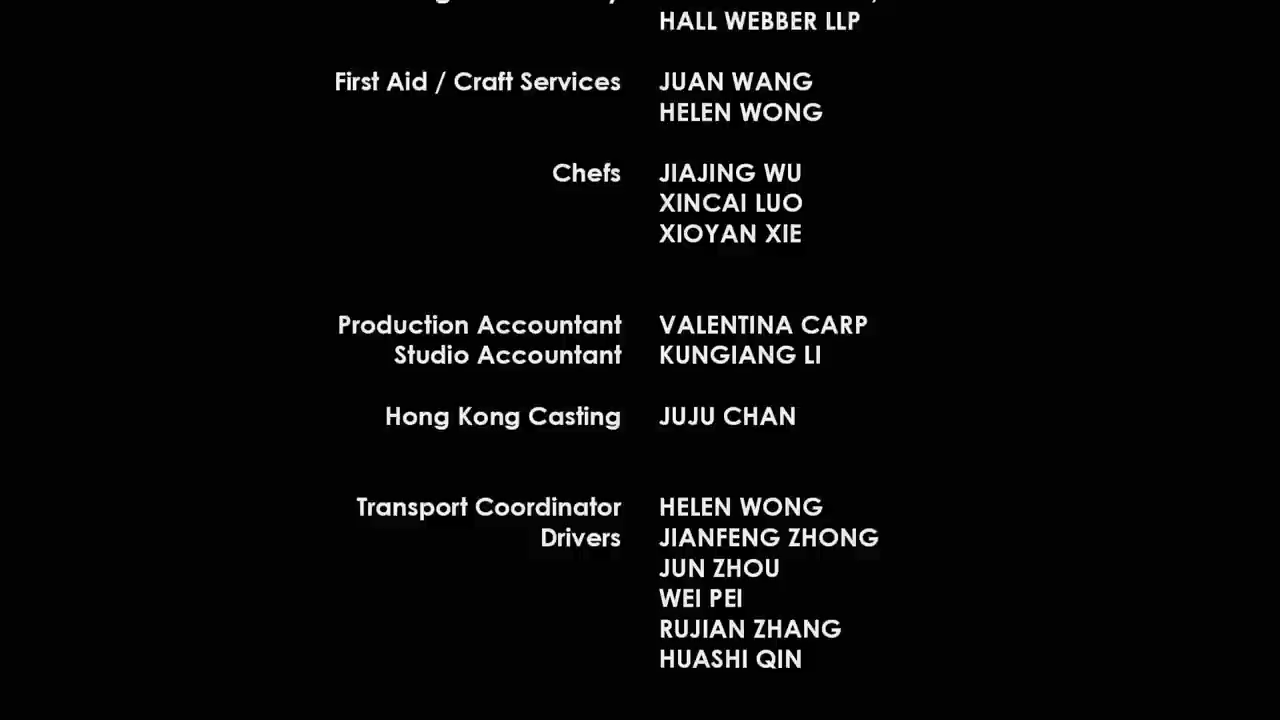 HALL WEBBER LLP
First Aid / Craft Services JUAN WANG
HELEN WONG
Chefs JIAJING WU
XINCAI LUO
XIOYAN XIE
Production Accountant VALENTINA CARP
Studio Accountant KUNGIANG LI
Hong Kong Casting JUJU CHAN
Transport Coordinator HELEN WONG
Drivers JIANFENG ZHONG
JUN ZHOU
WEI PEI
RUJIAN ZHANG
HUASHI QIN